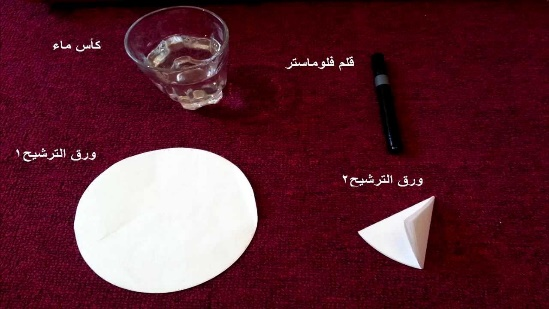 كأس ماء
قلم فلوماستر
ورق الترشيح١
ورق الترشيح٢